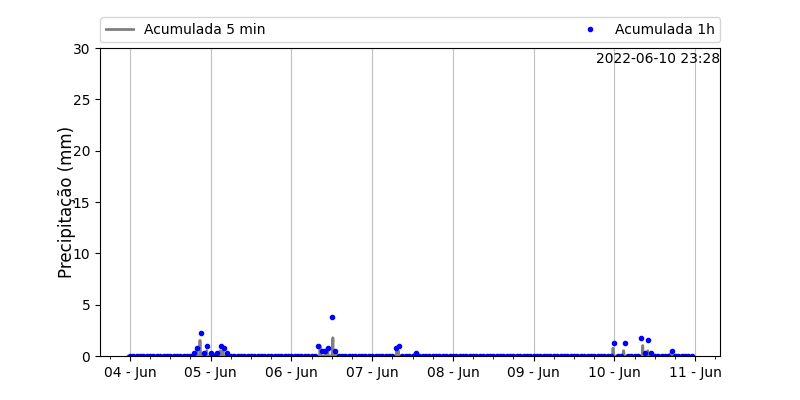 Acumulada 5 min
Acumulada 1h
2022-06-10 23:28
Precipitação (mm)
30
25
20
15
10
5
0
04 - Jun
05 - Jun
06 - Jun
07 - Jun
08 - Jun
09 - Jun
10 - Jun
11 - Jun